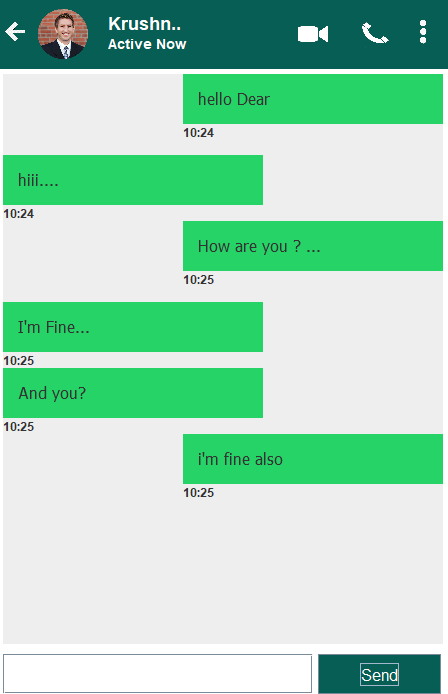 Krushn..
Active Now
hello Dear
10:24
hiii....
10:24
How are you ? ...
10:25
I'm Fine...
10:25
And you?
10:25
i'm fine also
10:25
Send